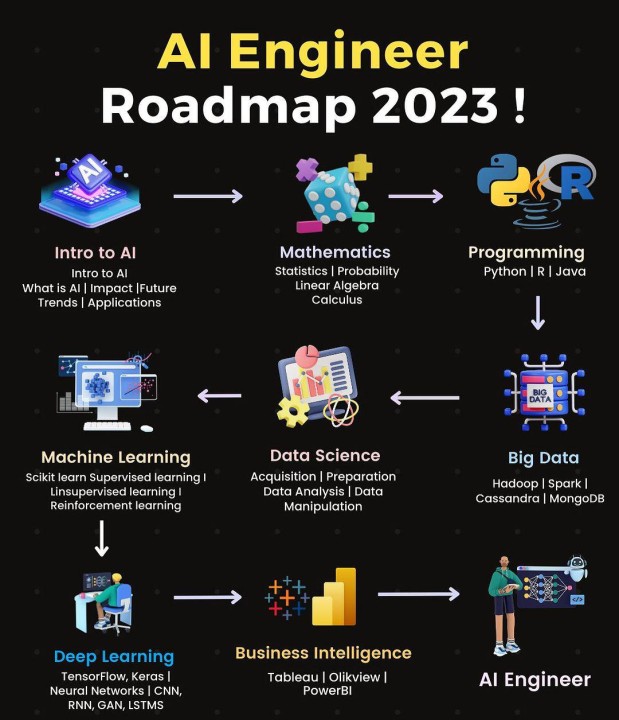 AI Engineer
Roadmap 2023 !
AI
R
Intro to AI
Intro to AI
What is AI | Impact |Future
Trends | Applications
Mathematics
Statistics | Probability
Linear Algebra
Calculus
Programming
Python | R | Java
BIG
DATA
Machine Learning
Scikit learn Supervised learning I
Linsupervised learning I
Reinforcement learning
Data Science
Acquisition | Preparation
Data Analysis | Data
Manipulation
Big Data
Hadoop | Spark |
Cassandra | MongoDB
</>
Deep Learning
TensorFlow, Keras |
Neural Networks | CNN,
RNN, GAN, LSTMS
Business Intelligence
Tableau | Olikview |
PowerBI
AI Engineer